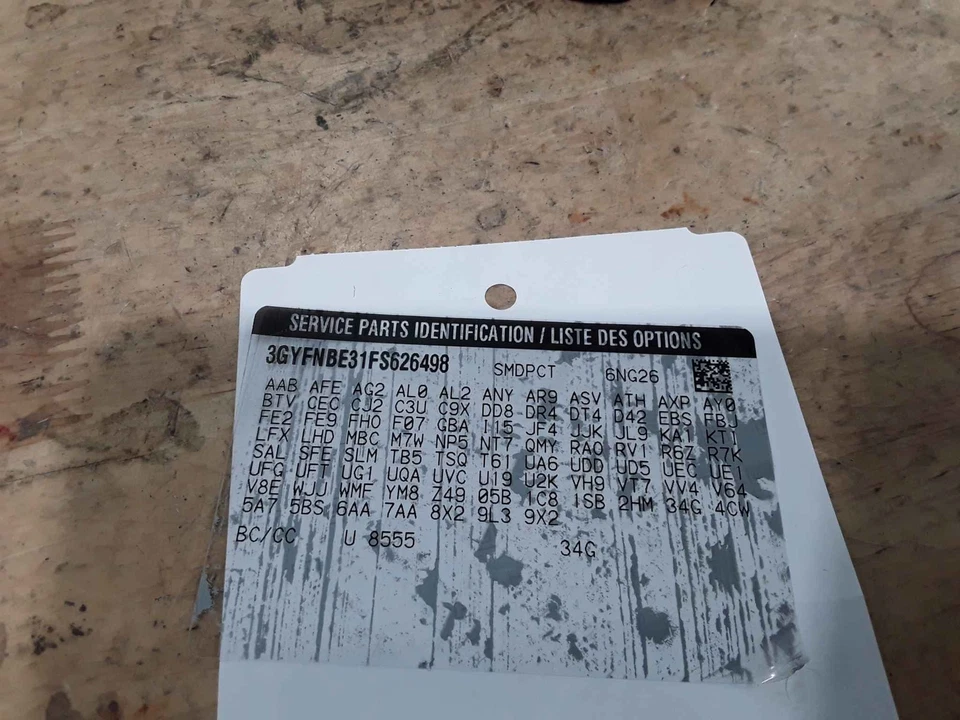 SERVICE PARTS IDENTIFICATION / LISTE DES OPTIONS
3GYFNBE31FS626498 SMDPCT 6NG26
AAB AFE AG2 AL0 AL2 ANY AR9 ASV ATH AXP AY0
BTV CEC CJ2 C3U C9X DD8 DR4 DT4 D42 EBS FBJ
FE2 FE9 FHO F07 GBA I15 JF4 JJK JL9 KA1 KTI
LFX LHD MBC M7W NP5 NT7 QMY RA0 RV1 R6Z R7K
SAL SFE SLM TB5 TSQ T61 UA6 UDD UD5 UEC UE1
UFG UFT UG1 UQA UVC U19 U2K VH9 VT7 VV4 V64
V8E WJU WMF YM8 Z49 05B 1C8 1SB 2HM 34G 4CW
5A7 5BS 6AA 7AA 8X2 9L3 9X2
BC/CC U 8555 34G